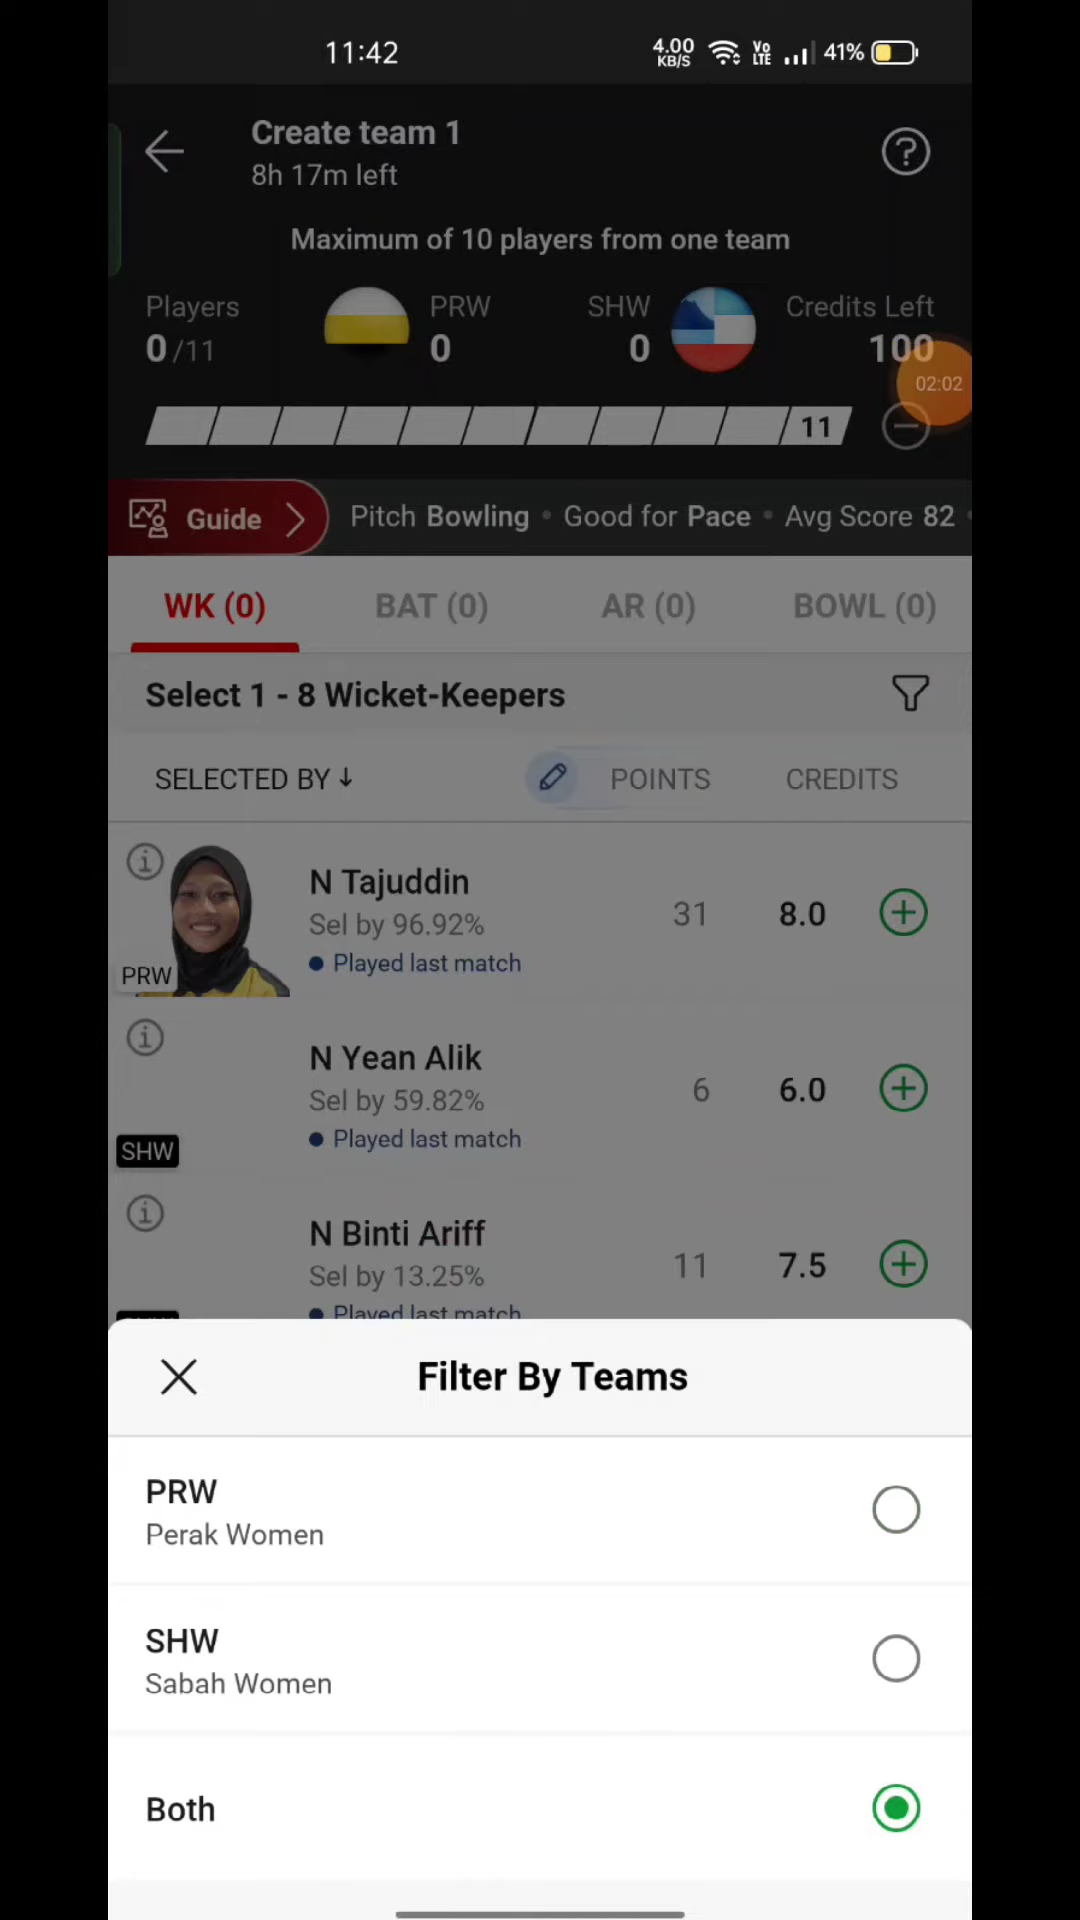 11:42
4.00 KB/S
Vo LTE
41%
Create team 1
8h 17m left
Maximum of 10 players from one team
Players
PRW
SHW
Credits Left
0/11
0
0
100
02:02
11
Guide
Pitch Bowling • Good for Pace • Avg Score 82
WK (0)
BAT (0)
AR (0)
BOWL (0)
Select 1 - 8 Wicket-Keepers
SELECTED BY ↓
POINTS
CREDITS
N Tajuddin
Sel by 96.92%
31
8.0
Played last match
PRW
N Yean Alik
Sel by 59.82%
6
6.0
Played last match
SHW
N Binti Ariff
Sel by 13.25%
11
7.5
Played last match
Filter By Teams
PRW
Perak Women
SHW
Sabah Women
Both